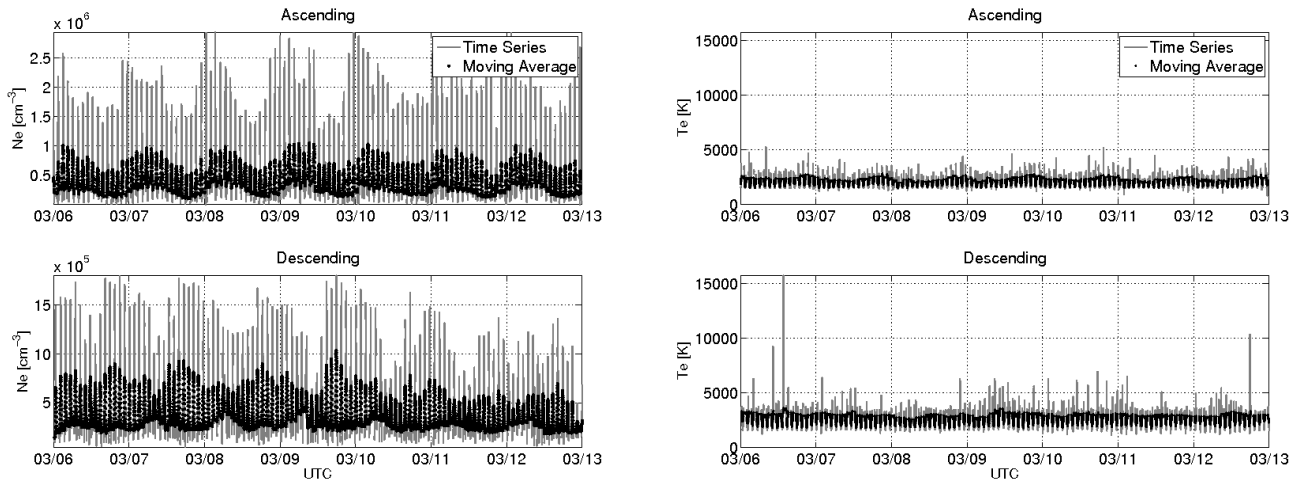 Ascending
x 10^6
Ne [cm^-3]
2.5
2
1.5
1
0.5
Time Series
Moving Average
03/06 03/07 03/08 03/09 03/10 03/11 03/12 03/13
Ascending
Te [K]
15000
10000
5000
0
Time Series
Moving Average
03/06 03/07 03/08 03/09 03/10 03/11 03/12 03/13
Descending
x 10^5
Ne [cm^-3]
15
10
5
03/06 03/07 03/08 03/09 03/10 03/11 03/12 03/13
UTC
Descending
Te [K]
15000
10000
5000
0
03/06 03/07 03/08 03/09 03/10 03/11 03/12 03/13
UTC